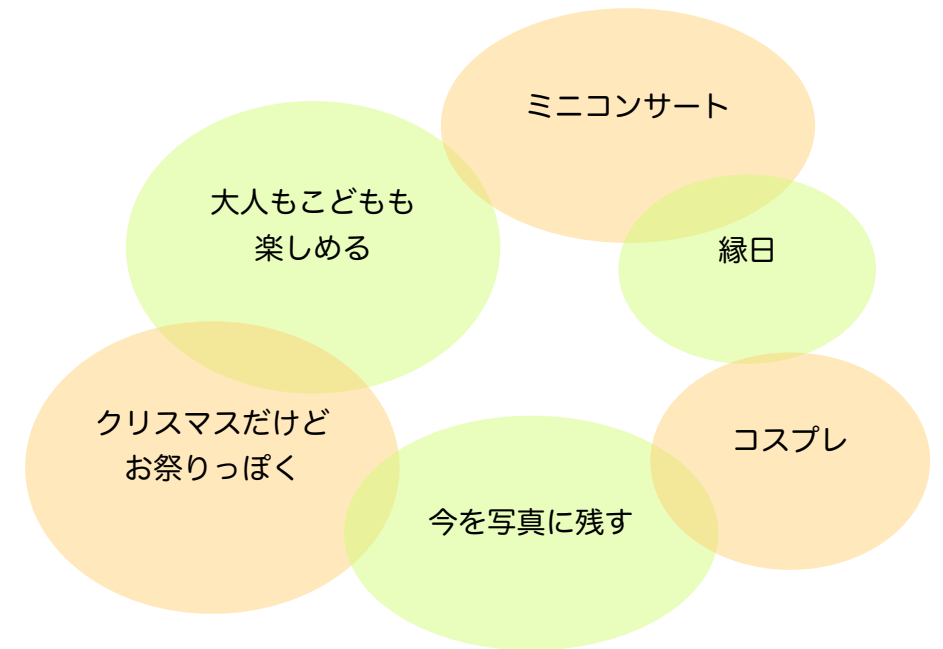 ミニコンサート
大人もこどもも
楽しめる
縁日
クリスマスだけど
お祭りっぽく
コスプレ
今を写真に残す